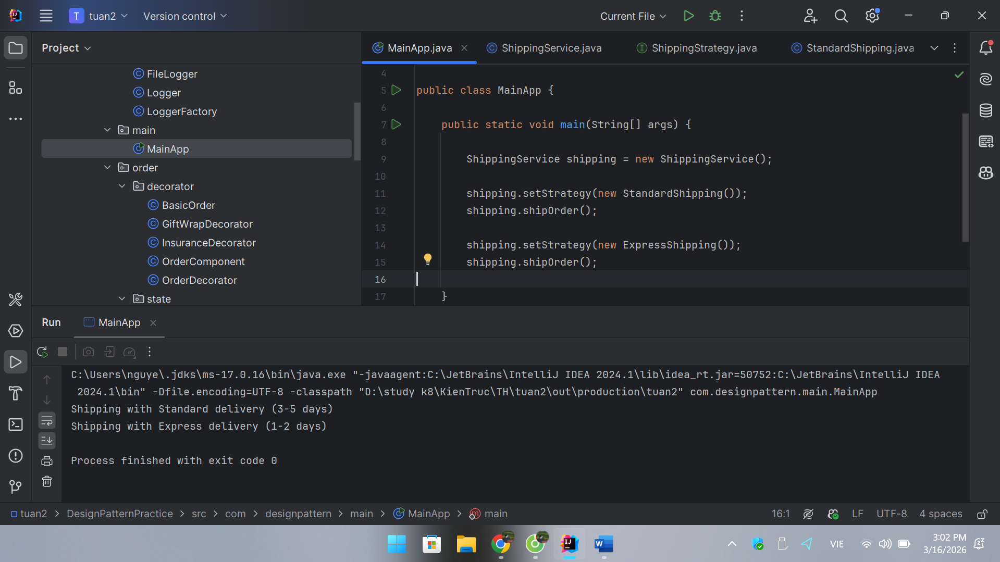 T tuan2 Version control Current File
Project
MainApp.java ShippingService.java ShippingStrategy.java StandardShipping.java
FileLogger
Logger
LoggerFactory
main
MainApp
order
decorator
BasicOrder
GiftWrapDecorator
InsuranceDecorator
OrderComponent
OrderDecorator
state
4
5 public class MainApp {
6
7 public static void main(String[] args) {
8
9 ShippingService shipping = new ShippingService();
10
11 shipping.setStrategy(new StandardShipping());
12 shipping.shipOrder();
13
14 shipping.setStrategy(new ExpressShipping());
15 shipping.shipOrder();
16
17 }
Run MainApp
C:\Users\nguye\.jdks\ms-17.0.16\bin\java.exe "-javaagent:C:\JetBrains\IntelliJ IDEA 2024.1\lib\idea_rt.jar=50752:C:\JetBrains\IntelliJ IDEA
2024.1\bin" -Dfile.encoding=UTF-8 -classpath "D:\study k8\KienTruc\TH\tuan2\out\production\tuan2" com.designpattern.main.MainApp
Shipping with Standard delivery (3-5 days)
Shipping with Express delivery (1-2 days)
Process finished with exit code 0
tuan2 > DesignPatternPractice > src > com > designpattern > main > MainApp > main 16:1 LF UTF-8 4 spaces
VIE 3:02 PM
3/16/2026